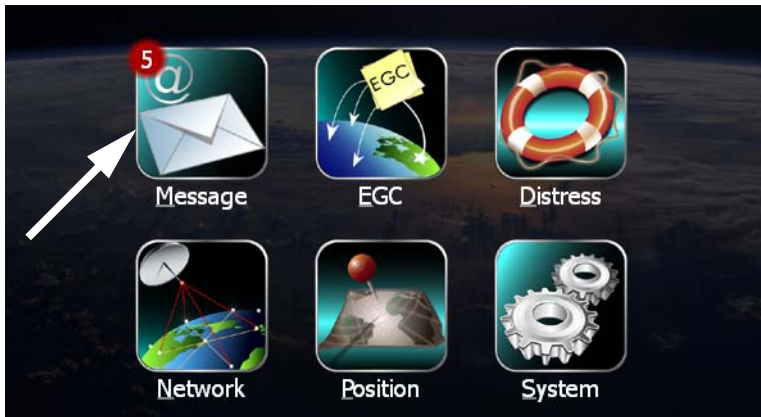 5
@
EGC
Message
EGC
Distress
Network
Position
System